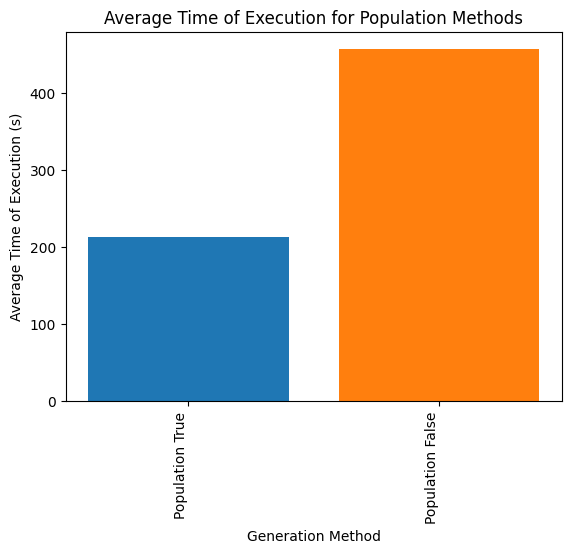 Average Time of Execution for Population Methods
Average Time of Execution (s)
400
300
200
100
0
Population True
Population False
Generation Method